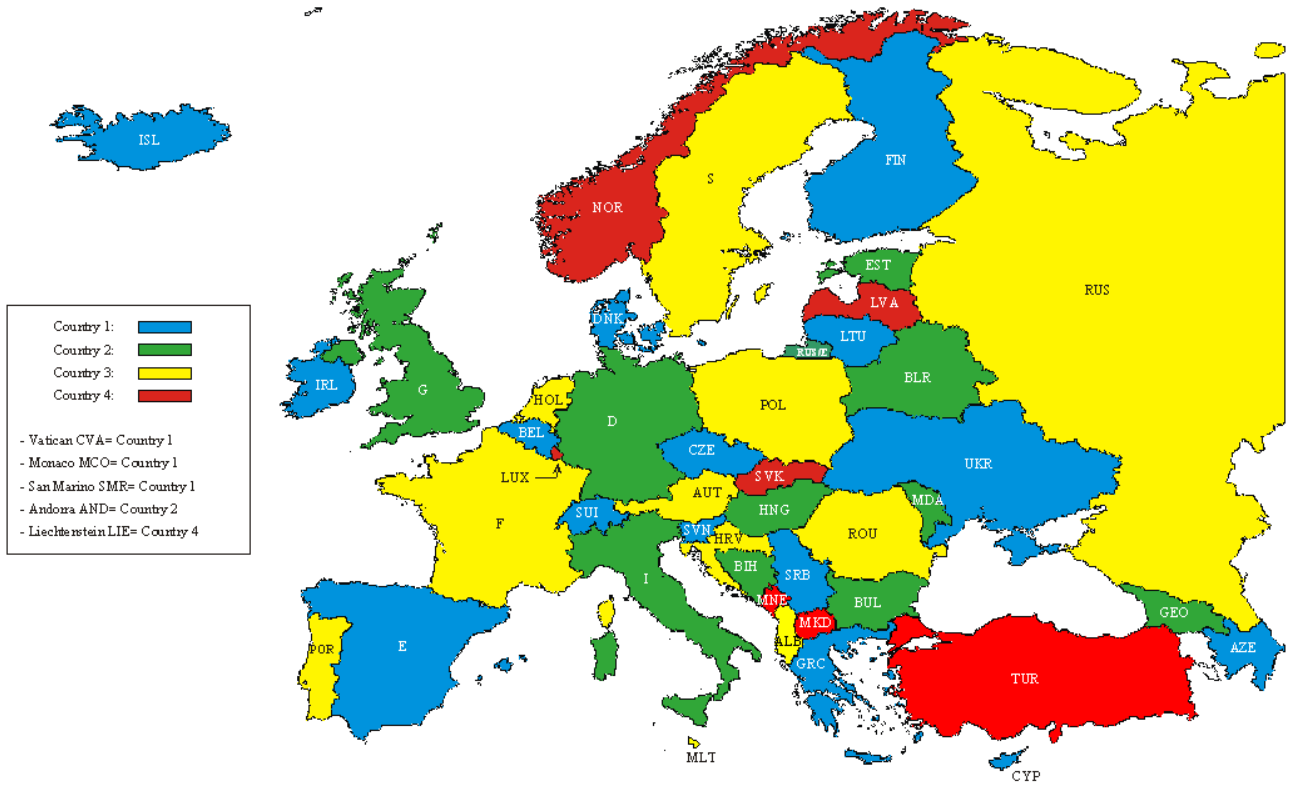 ISL
FIN
S
NOR
EST
RUS
LVA
DNK
LTU
BLR
G
IRL
HOL
D
POL
BEL
CZE
UKR
LUX
SVK
AUT
MDA
HNG
SUI
F
SVN
HRV
ROU
BIH
SRB
I
MNE
BUL
GEO
MKD
POR
E
ALB
AZE
GRC
TUR
MLT
CYP
Country 1:
Country 2:
Country 3:
Country 4:
- Vatican CVA= Country 1
- Monaco MCO= Country 1
- San Marino SMR= Country 1
- Andorra AND= Country 2
- Liechtenstein LIE= Country 4